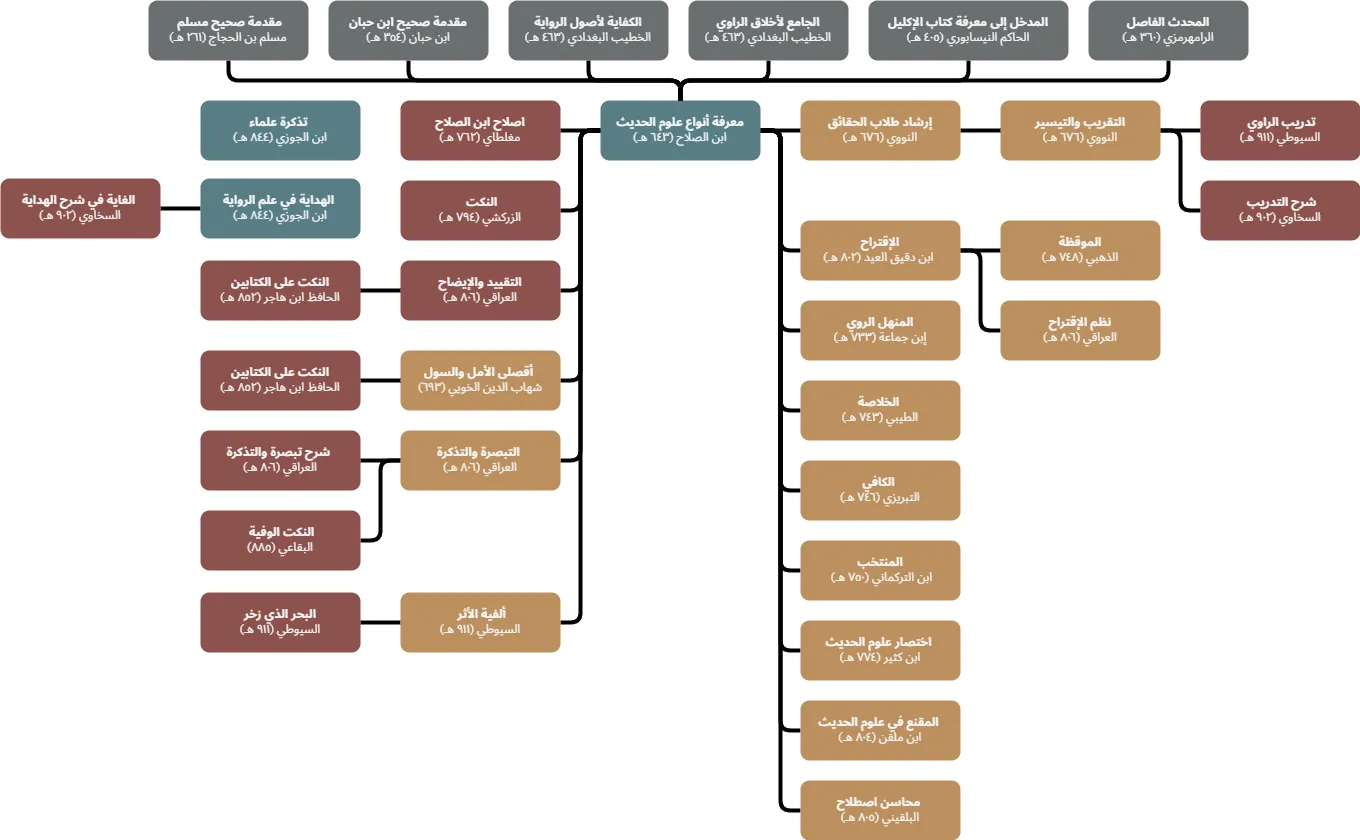 المحدث الفاصل
الرامهرمزي (٣٦٠ هـ)
المدخل إلى معرفة كتاب الإكليل
الحاكم النيسابوري (٤٠٥ هـ)
الجامع لأخلاق الراوي
الخطيب البغدادي (٤٦٣ هـ)
الكفاية لأصول الرواية
الخطيب البغدادي (٤٦٣ هـ)
مقدمة صحيح ابن حبان
ابن حبان (٣٥٤ هـ)
مقدمة صحيح مسلم
مسلم بن الحجاج (٢٦١ هـ)
تدريب الراوي
السيوطي (٩١١ هـ)
التقريب والتيسير
النووي (٦٧٦ هـ)
إرشاد طلاب الحقائق
النووي (٦٧٦ هـ)
معرفة أنواع علوم الحديث
ابن الصلاح (٦٤٣ هـ)
اصلاح ابن الصلاح
مغلطاي (٧٦٢ هـ)
تذكرة علماء
ابن الجوزي (٨٤٤ هـ)
شرح التدريب
السخاوي (٩٠٢ هـ)
النكت
الزركشي (٧٩٤ هـ)
الهداية في علم الرواية
ابن الجوزي (٨٤٤ هـ)
الغاية في شرح الهداية
السخاوي (٩٠٢ هـ)
الموقظة
الذهبي (٧٤٨ هـ)
الإقتراح
ابن دقيق العيد (٨٠٢ هـ)
التقييد والإيضاح
العراقي (٨٠٦ هـ)
النكت على الكتابين
الحافظ ابن هاجر (٨٥٢ هـ)
نظم الإقتراح
العراقي (٨٠٦ هـ)
المنهل الروي
إبن جماعة (٧٣٣ هـ)
أقصلى الأمل والسول
شهاب الدين الخويي (٦٩٣)
النكت على الكتابين
الحافظ ابن هاجر (٨٥٢ هـ)
الخلاصة
الطيبي (٧٤٣ هـ)
التبصرة والتذكرة
العراقي (٨٠٦ هـ)
شرح تبصرة والتذكرة
العراقي (٨٠٦ هـ)
الكافي
التبريزي (٧٤٦ هـ)
النكت الوفية
البقاعي (٨٨٥)
المنتخب
ابن التركماني (٧٥٠ هـ)
ألفية الأثر
السيوطي (٩١١ هـ)
البحر الذي زخر
السيوطي (٩١١ هـ)
اختصار علوم الحديث
ابن كثير (٧٧٤ هـ)
المقنع في علوم الحديث
ابن ملقن (٨٠٤ هـ)
محاسن اصطلاح
البلقيني (٨٠٥ هـ)